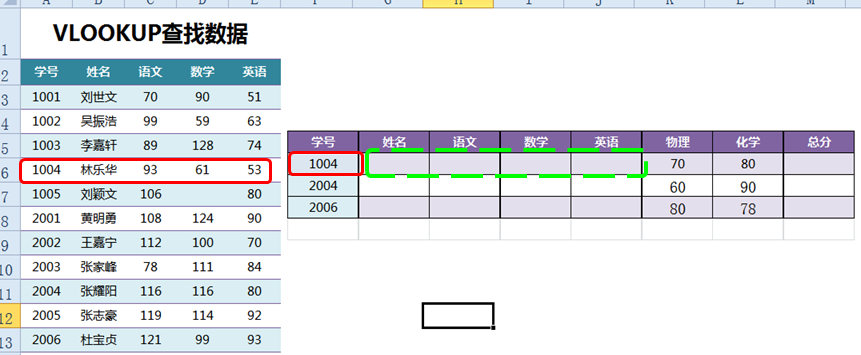 A B C D E F G H I J K L M
1 VLOOKUP查找数据
2 学号 姓名 语文 数学 英语
3 1001 刘世文 70 90 51
4 1002 吴振浩 99 59 63
5 1003 李嘉轩 89 128 74 学号 姓名 语文 数学 英语 物理 化学 总分
6 1004 林乐华 93 61 53 1004 70 80
7 1005 刘颖文 106 80 2004 60 90
8 2001 黄明勇 108 124 90 2006 80 78
9 2002 王嘉宁 112 100 70
10 2003 张家峰 78 111 84
11 2004 张耀阳 116 116 80
12 2005 张志豪 119 114 92
13 2006 杜宝贞 121 99 93